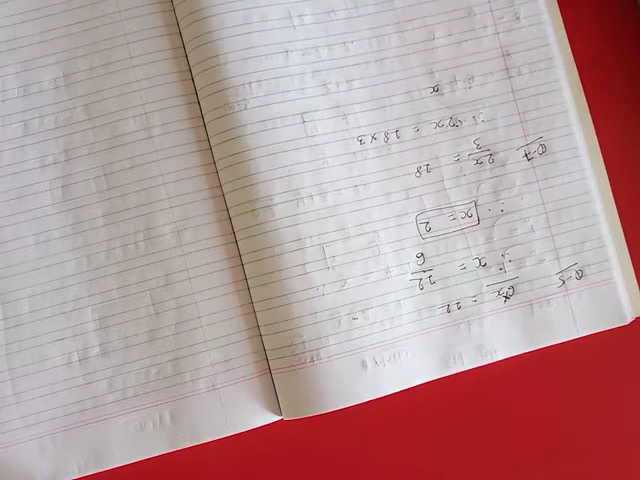 Q-5 6x = 12
∴ x = 12/6
∴ x = 2
Q-7 2x/3 = 18
∴ 2x = 18×3
∴ x